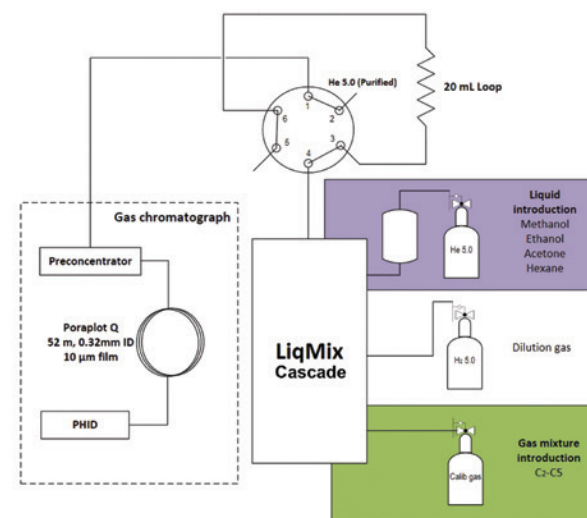 He 5.0 (Purified)
20 mL Loop
1
2
3
4
5
6
Gas chromatograph
Preconcentrator
Poraplot Q
52 m, 0.32mm ID
10 µm film
PHID
LiqMix
Cascade
Liquid
introduction
Methanol
Ethanol
Acetone
Hexane
He 5.0
Dilution gas
H2 5.0
Gas mixture
introduction
C2-C5
Calib gas